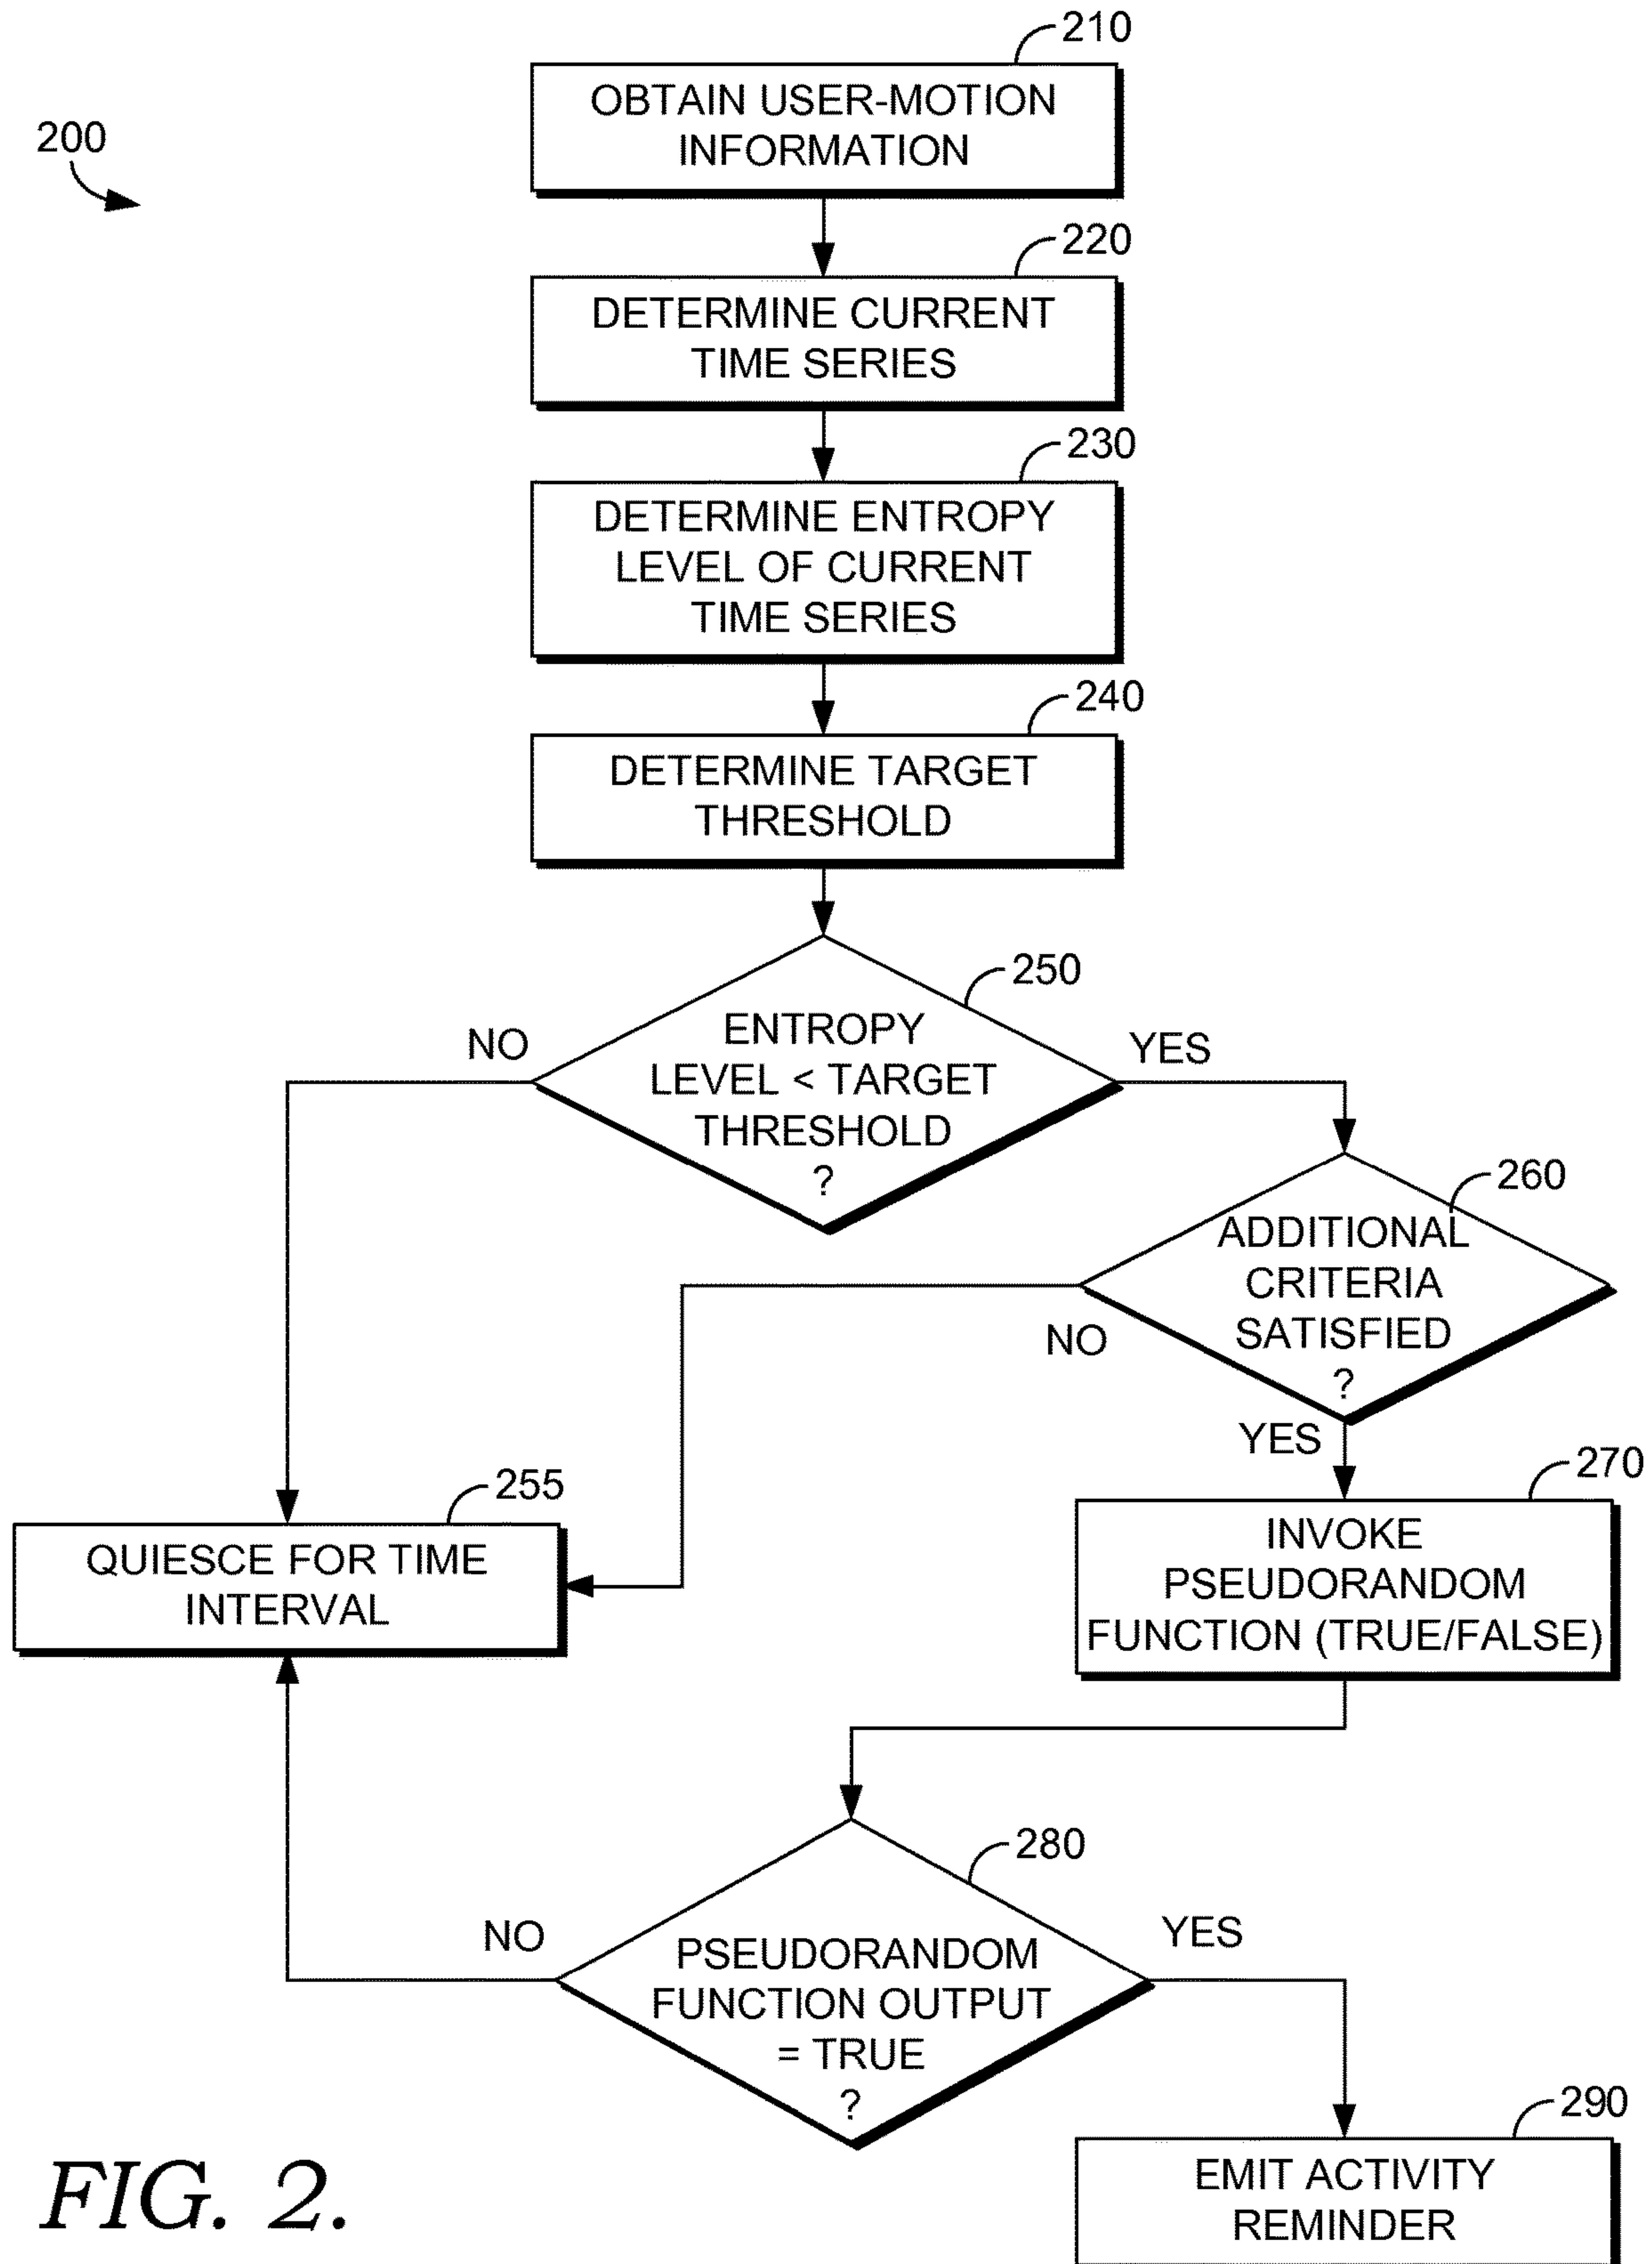 210
OBTAIN USER-MOTION
INFORMATION
200
220
DETERMINE CURRENT
TIME SERIES
230
DETERMINE ENTROPY
LEVEL OF CURRENT
TIME SERIES
240
DETERMINE TARGET
THRESHOLD
250
NO
ENTROPY
LEVEL < TARGET
THRESHOLD
?
YES
260
ADDITIONAL
CRITERIA
SATISFIED
?
NO
YES
255
QUIESCE FOR TIME
INTERVAL
270
INVOKE
PSEUDORANDOM
FUNCTION (TRUE/FALSE)
280
NO
PSEUDORANDOM
FUNCTION OUTPUT
= TRUE
?
YES
290
EMIT ACTIVITY
REMINDER
FIG. 2.